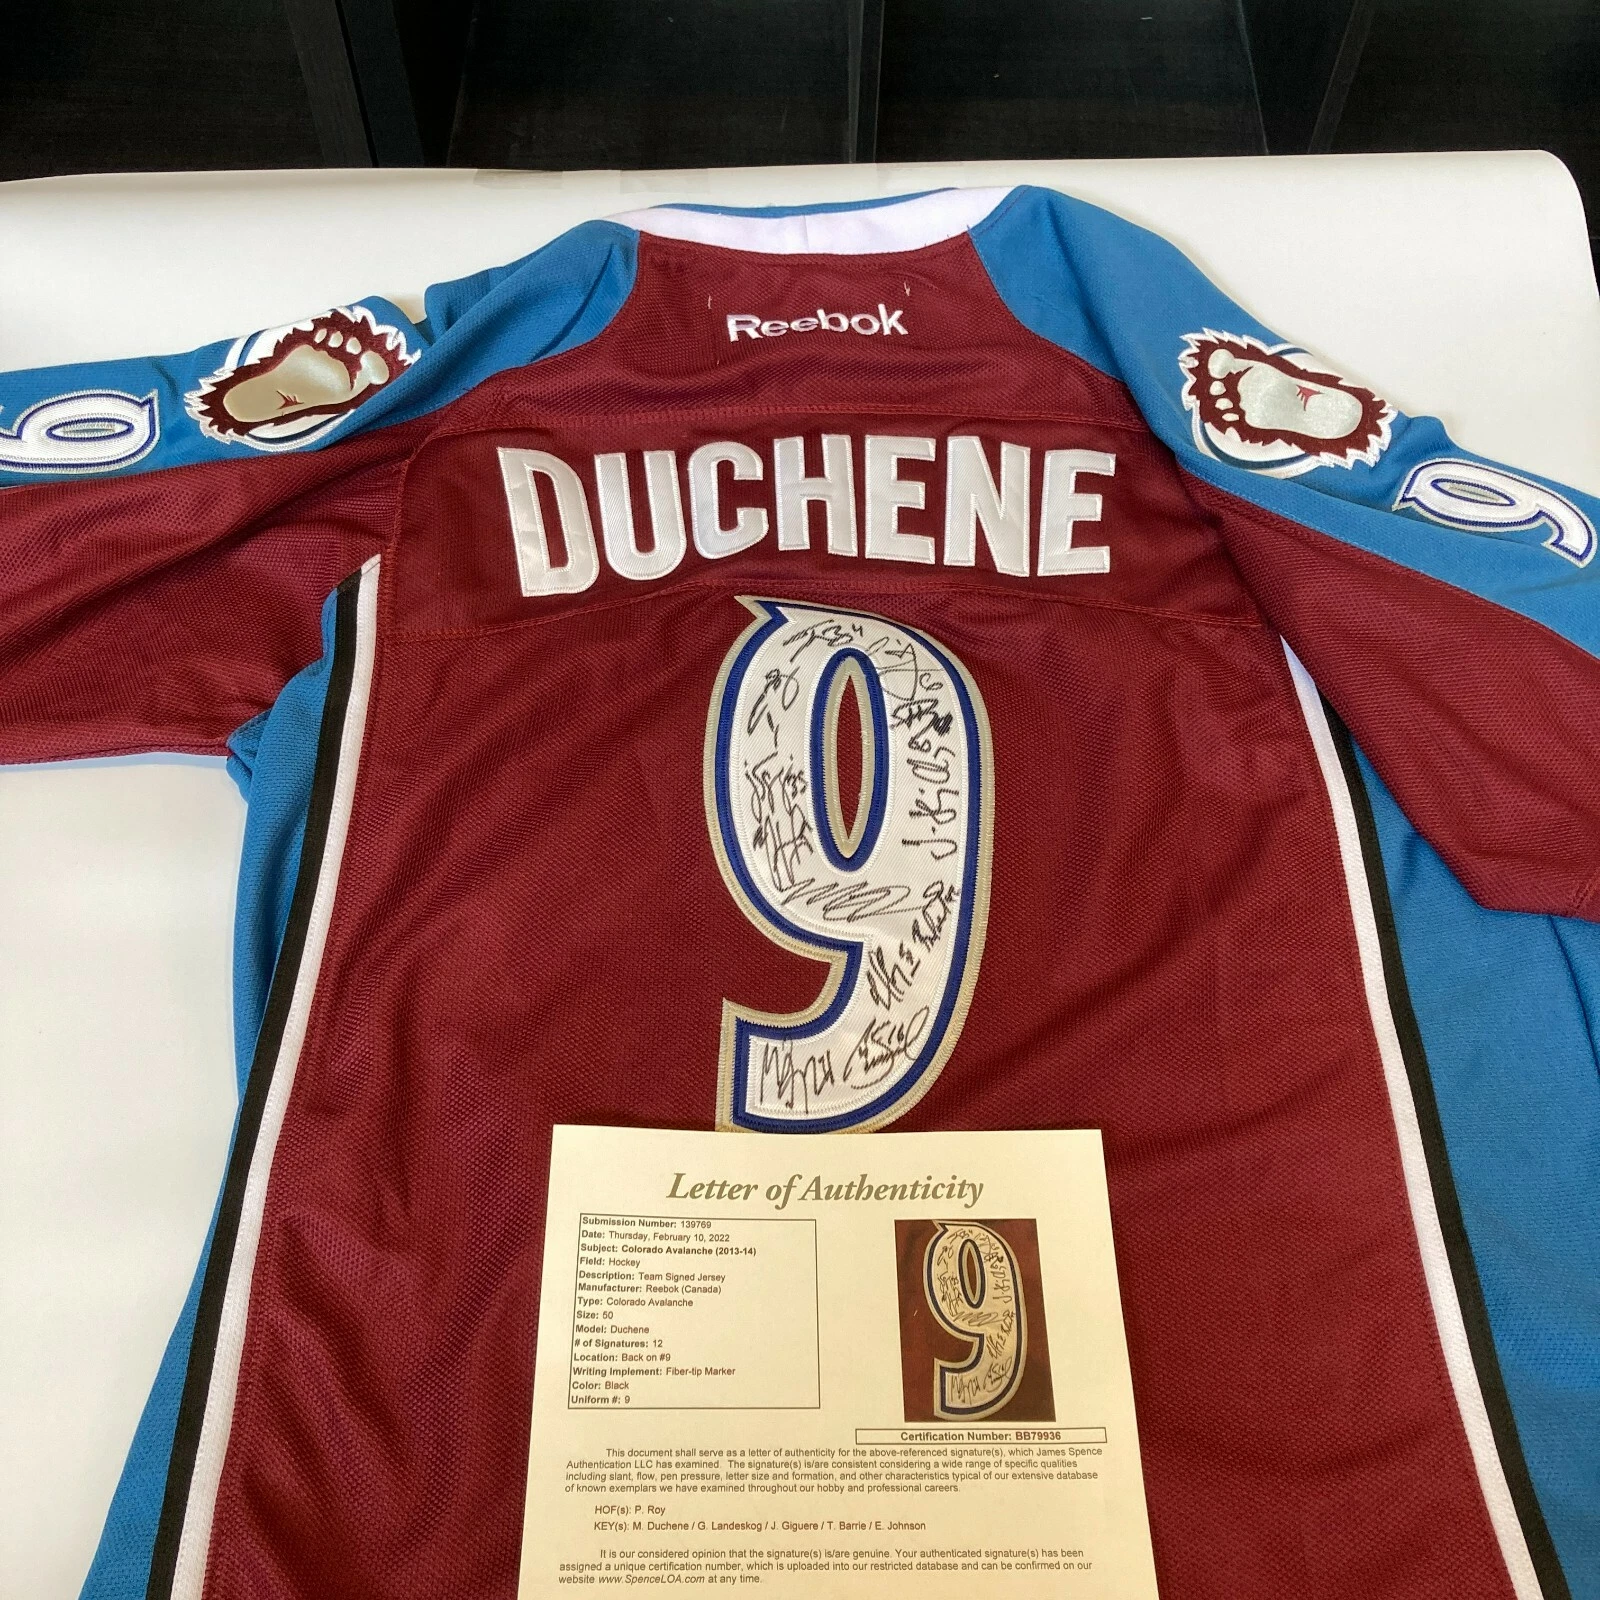 Reebok
9
9
DUCHENE
9
Letter of Authenticity
Submission Number: 139769
Date: Thursday, February 10, 2022
Subject: Colorado Avalanche (2013-14)
Field: Hockey
Description: Team Signed Jersey
Manufacturer: Reebok (Canada)
Type: Colorado Avalanche
Size: 50
Model: Duchene
# of Signatures: 12
Location: Back on #9
Writing Implement: Fiber-tip Marker
Color: Black
Uniform #: 9
9
Certification Number: BB79936
This document shall serve as a letter of authenticity for the above-referenced signature(s), which James Spence
Authentication LLC has examined. The signature(s) is/are consistent considering a wide range of specific qualities
including slant, flow, pen pressure, letter size and formation, and other characteristics typical of our extensive database
of known exemplars we have examined throughout our hobby and professional careers.
HOF(s): P. Roy
KEY(s): M. Duchene / G. Landeskog / J. Giguere / T. Barrie / E. Johnson
It is our considered opinion that the signature(s) is/are genuine. Your authenticated signature(s) has been
assigned a unique certification number, which is uploaded into our restricted database and can be confirmed on our
website www.SpenceLOA.com at any time.